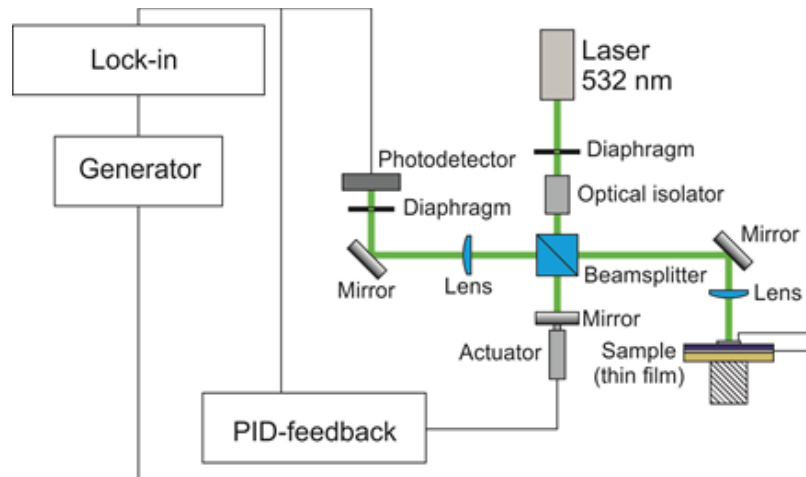 Lock-in
Laser
532 nm
Generator
Photodetector
Diaphragm
Diaphragm
Optical isolator
Mirror
Mirror
Lens
Beamsplitter
Lens
Mirror
Actuator
Sample
(thin film)
PID-feedback